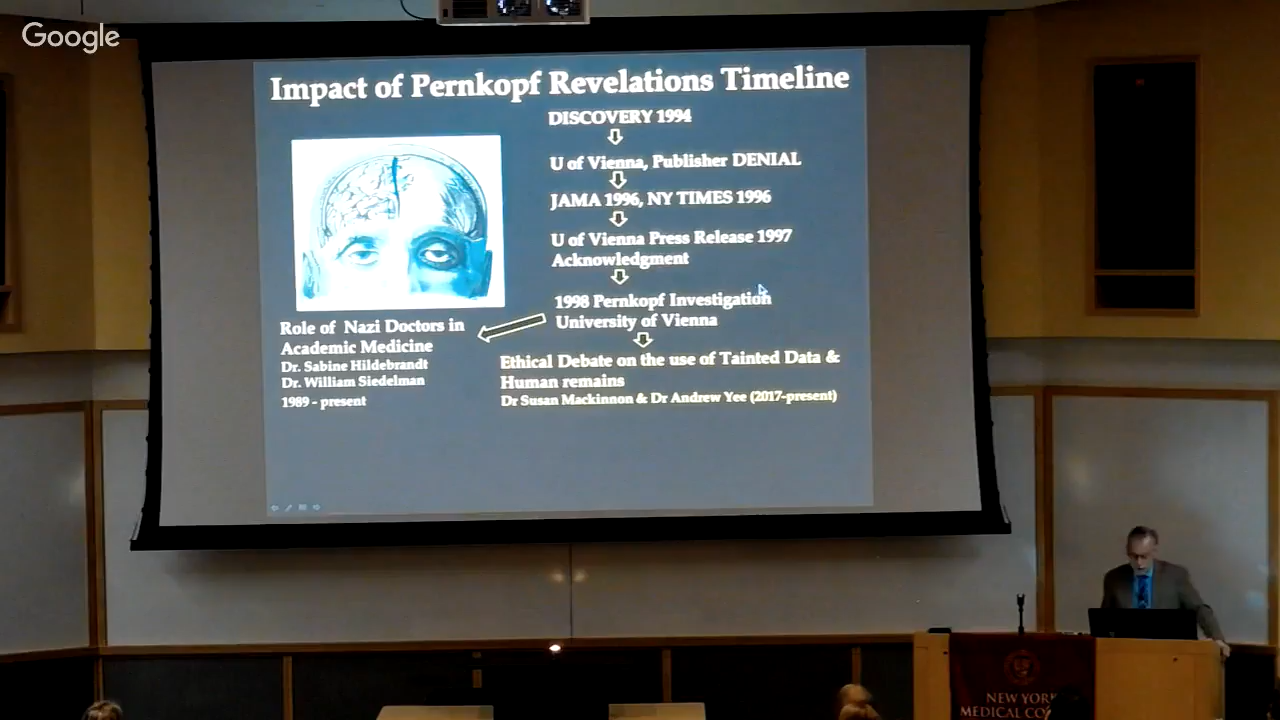 Google
Impact of Pernkopf Revelations Timeline
DISCOVERY 1994
U of Vienna, Publisher DENIAL
JAMA 1996, NY TIMES 1996
U of Vienna Press Release 1997
Acknowledgment
1998 Pernkopf Investigation
University of Vienna
Role of Nazi Doctors in
Academic Medicine
Dr. Sabine Hildebrandt
Dr. William Siedelman
1989 - present
Ethical Debate on the use of Tainted Data &
Human remains
Dr Susan Mackinnon & Dr Andrew Yee (2017-present)
NEW YORK
MEDICAL